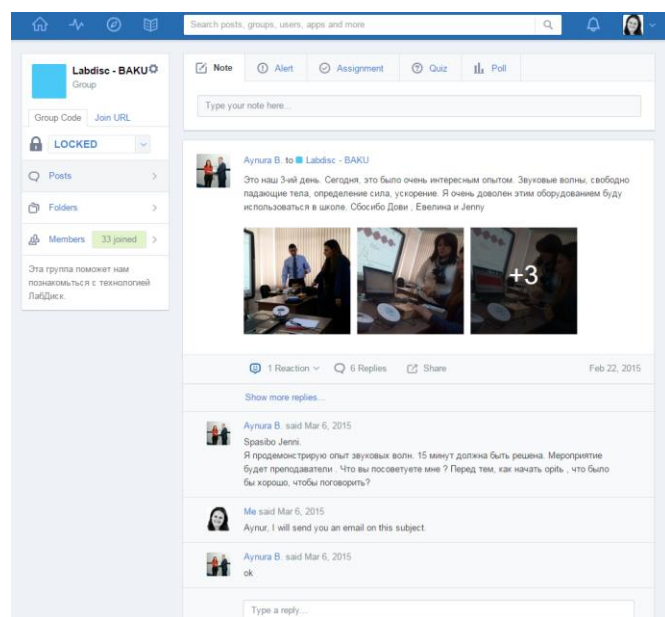 Search posts, groups, users, apps and more
Labdisc - BAKU
Group
Group Code
Join URL
LOCKED
Posts
Folders
Members
33 joined
Эта группа поможет нам
познакомиться с технологией
ЛабДиск.
Note
Alert
Assignment
Quiz
Poll
Type your note here...
Aynura B. to Labdisc - BAKU
Это наш 3-ий день. Сегодня, это было очень интересным опытом. Звуковые волны, свободно
падающие тела, определение сила, ускорение. Я очень доволен этим оборудованием буду
использоваться в школе. Сбосибо Дови , Евелина и Jenny
+3
1 Reaction
6 Replies
Share
Feb 22, 2015
Show more replies...
Aynura B. said Mar 6, 2015
Spasibo Jenni.
Я продемонстрирую опыт звуковых волн. 15 минут должна быть решена. Мероприятие
будет преподаватели . Что вы посоветуете мне ? Перед тем, как начать opitь , что было
бы хорошо, чтобы поговорить?
Me said Mar 6, 2015
Aynur, I will send you an email on this subject.
Aynura B. said Mar 6, 2015
ok
Type a reply...